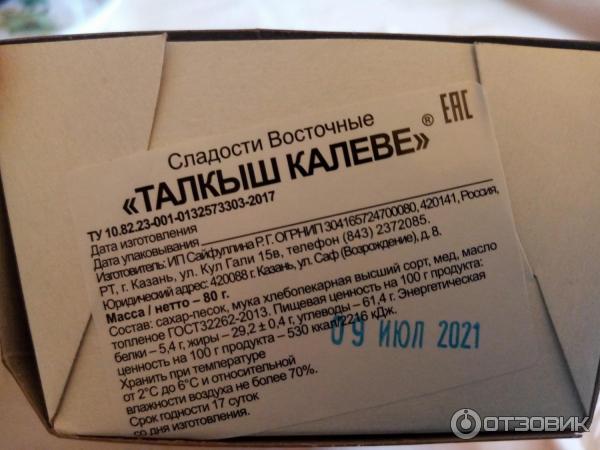 Сладости Восточные
«ТАЛКЫШ КАЛЕВЕ» ®
EAC
ТУ 10.82.23-001-0132573303-2017
Дата изготовления
Дата упаковывания
Изготовитель: ИП Сайфуллина Р.Г. ОГРНИП 304165724700080, 420141, Россия,
РТ, г. Казань, ул. Кул Гали 15в, телефон (843) 2372085.
Юридический адрес: 420088 г. Казань, ул. Саф (Возрождение), д. 8.
Масса / нетто – 80 г.
Состав: сахар-песок, мука хлебопекарная высший сорт, мед, масло
топленое ГОСТ32262-2013. Пищевая ценность на 100 г продукта:
белки – 5,4 г, жиры – 29,2 ± 0,4 г, углеводы – 61,4 г. Энергетическая
ценность на 100 г продукта – 530 ккал/2216 кДж.
Хранить при температуре
от 2°С до 6°С и относительной
влажности воздуха не более 70%.
Срок годности 17 суток
со дня изготовления.
09 ИЮЛ 2021
ОТЗОВИК